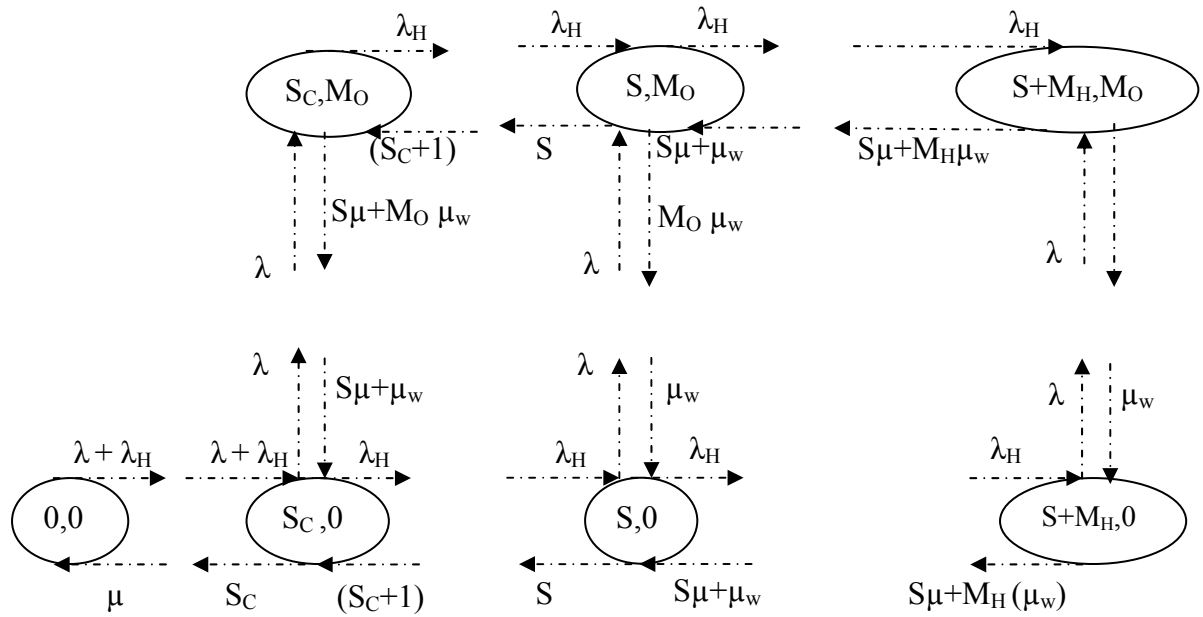 λH λH λH λH
SC,MO S,MO S+MH,MO
(SC+1) S Sμ+μw Sμ+MHμw
Sμ+MO μw MO μw
λ λ λ
λ Sμ+μw λ μw λ μw
λ + λH λ + λH λH λH λH λH
0,0 SC ,0 S,0 S+MH,0
μ SC (SC+1) S Sμ+μw Sμ+MH (μw)